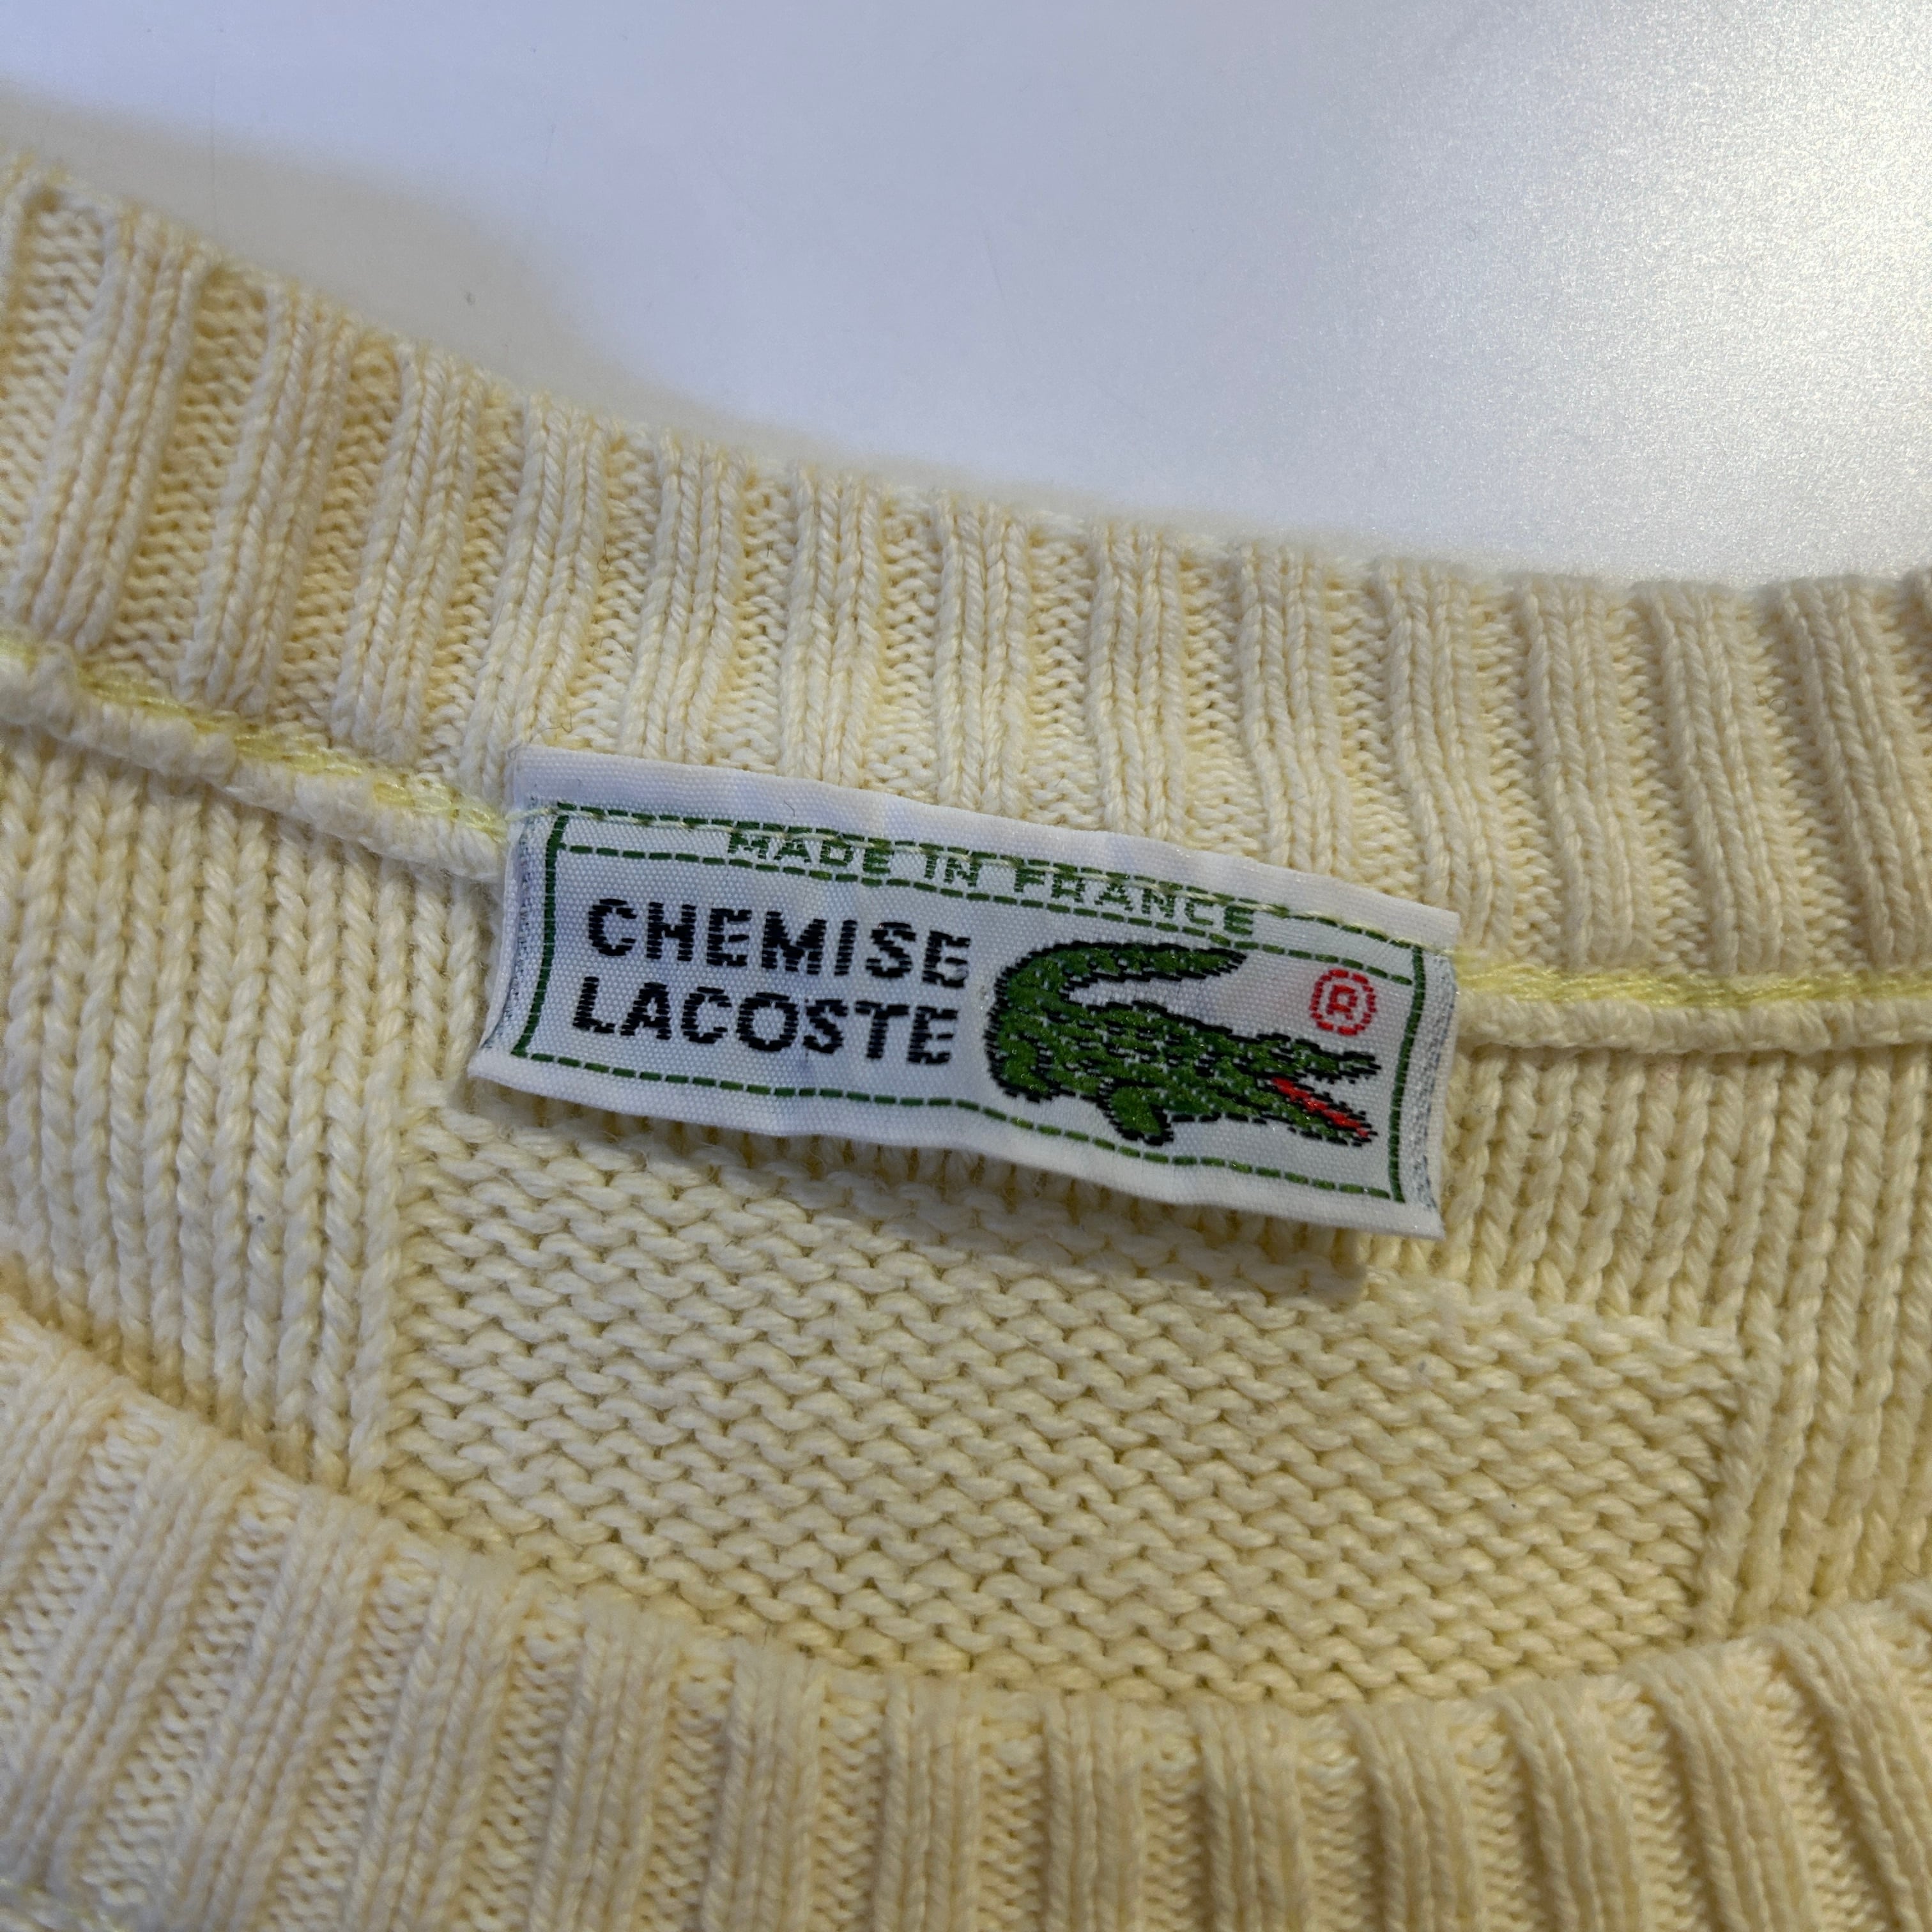 MADE IN FRANCE
CHEMISE
LACOSTE
®